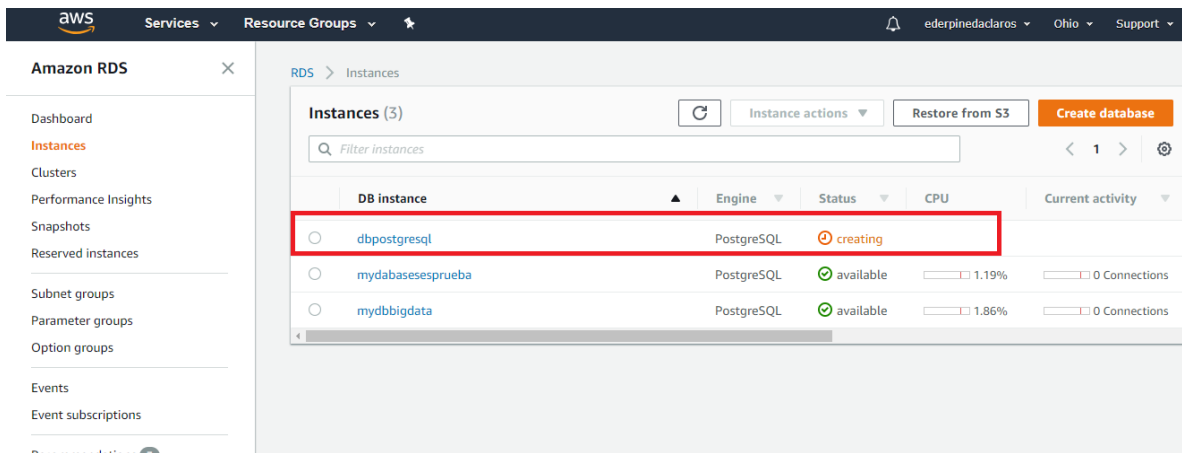 aws Services Resource Groups ederpinedaclaros Ohio Support
Amazon RDS
Dashboard
Instances
Clusters
Performance Insights
Snapshots
Reserved instances
Subnet groups
Parameter groups
Option groups
Events
Event subscriptions
RDS > Instances
Instances (3) Instance actions Restore from S3 Create database
Filter instances < 1 >
DB instance Engine Status CPU Current activity
dbpostgresql PostgreSQL creating
mydabasesesprueba PostgreSQL available 1.19% 0 Connections
mydbbigdata PostgreSQL available 1.86% 0 Connections